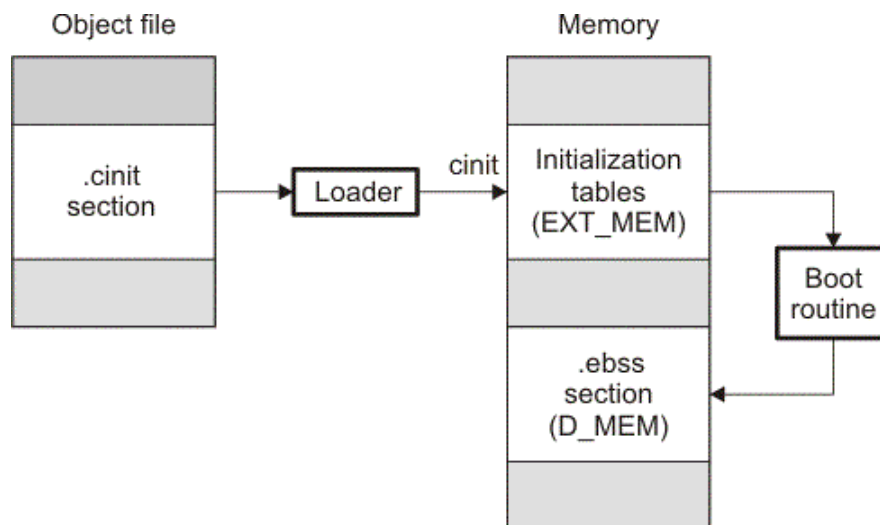 Object file
Memory
.cinit
section
Loader
cinit
Initialization
tables
(EXT_MEM)
Boot
routine
.ebss
section
(D_MEM)